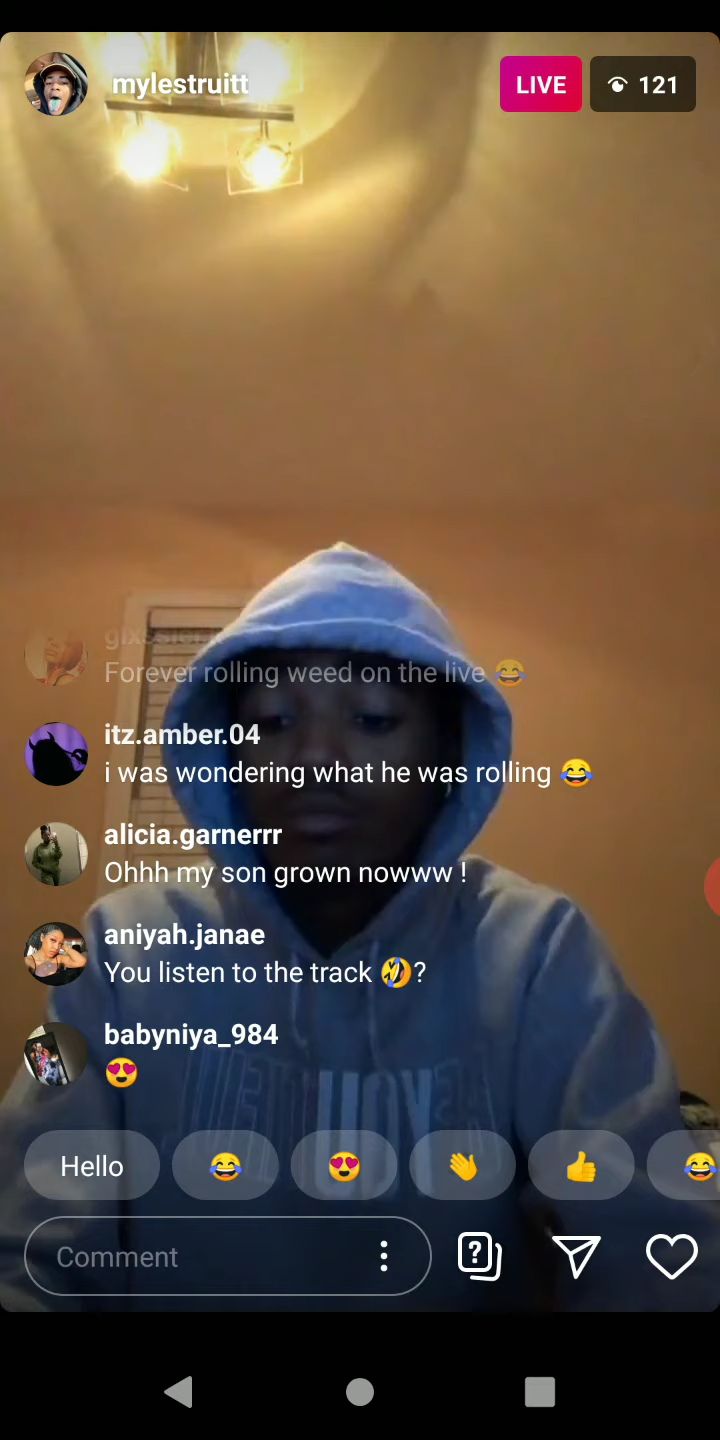 mylestruitt
LIVE
121
Forever rolling weed on the live 😂
itz.amber.04
i was wondering what he was rolling 😂
alicia.garnerrr
Ohhh my son grown nowww !
aniyah.janae
You listen to the track 🤣?
babyniya_984
😍
Hello 😂 😍 👋 👍 😂
Comment